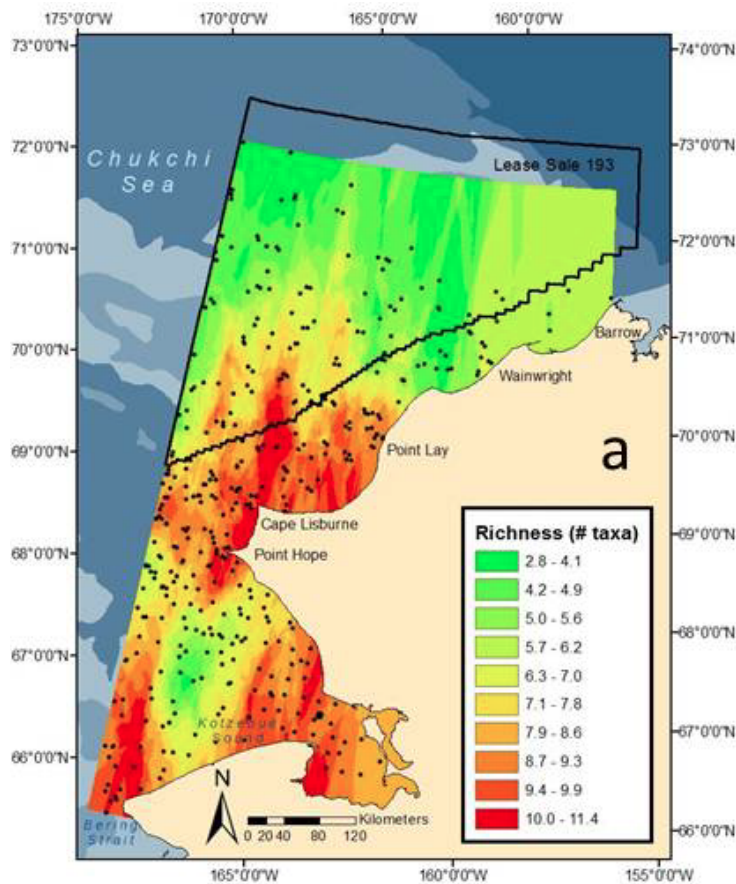 175°0'0"W 170°0'0"W 165°0'0"W 160°0'0"W
73°0'0"N 74°0'0"N
72°0'0"N 73°0'0"N
Chukchi
Sea
Lease Sale 193
71°0'0"N 72°0'0"N
70°0'0"N 71°0'0"N
Barrow
Wainwright
69°0'0"N 70°0'0"N
Point Lay
a
Cape Lisburne
68°0'0"N 69°0'0"N
Point Hope
Richness (# taxa)
2.8 - 4.1
4.2 - 4.9
5.0 - 5.6
5.7 - 6.2
6.3 - 7.0
7.1 - 7.8
7.9 - 8.6
8.7 - 9.3
9.4 - 9.9
10.0 - 11.4
67°0'0"N 68°0'0"N
Kotzebue
Sound
66°0'0"N 67°0'0"N
N
Kilometers
0 20 40 80 120
Bering
Strait
66°0'0"N
165°0'0"W 160°0'0"W 155°0'0"W